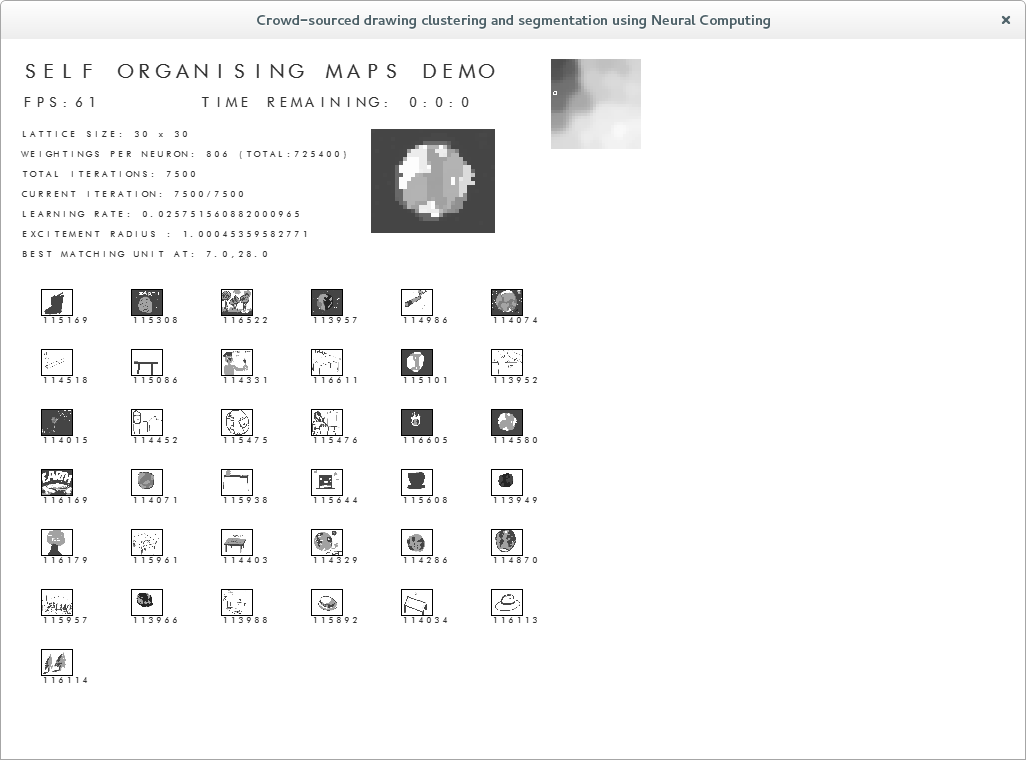 Crowd-sourced drawing clustering and segmentation using Neural Computing
SELF ORGANISING MAPS DEMO
FPS:61 TIME REMAINING: 0:0:0
LATTICE SIZE: 30 x 30
WEIGHTINGS PER NEURON: 806 (TOTAL:725400)
TOTAL ITERATIONS: 7500
CURRENT ITERATION: 7500/7500
LEARNING RATE: 0.0257515608820009​65
EXCITEMENT RADIUS : 1.00045359582771
BEST MATCHING UNIT AT: 7.0,28.0
115169 115308 116522 113957 114986 114074
114518 115086 114331 116611 115101 113952
114015 114452 115475 115476 116605 114580
EARTH
116169 114071 115938 115644 115608 113949
116179 115961 114403 114329 114286 114870
115957 113966 113988 115892 114034 116113
116114